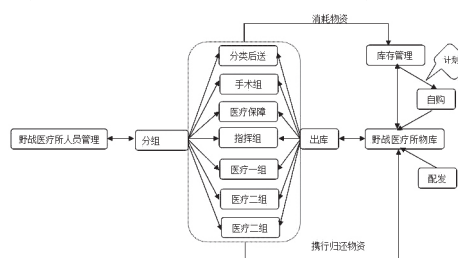 消耗物资
库存管理
计划
分类后送
手术组
自购
医疗保障
野战医疗所人员管理
分组
指挥组
出库
野战医疗所物库
医疗一组
配发
医疗二组
医疗二组
携行归还物资